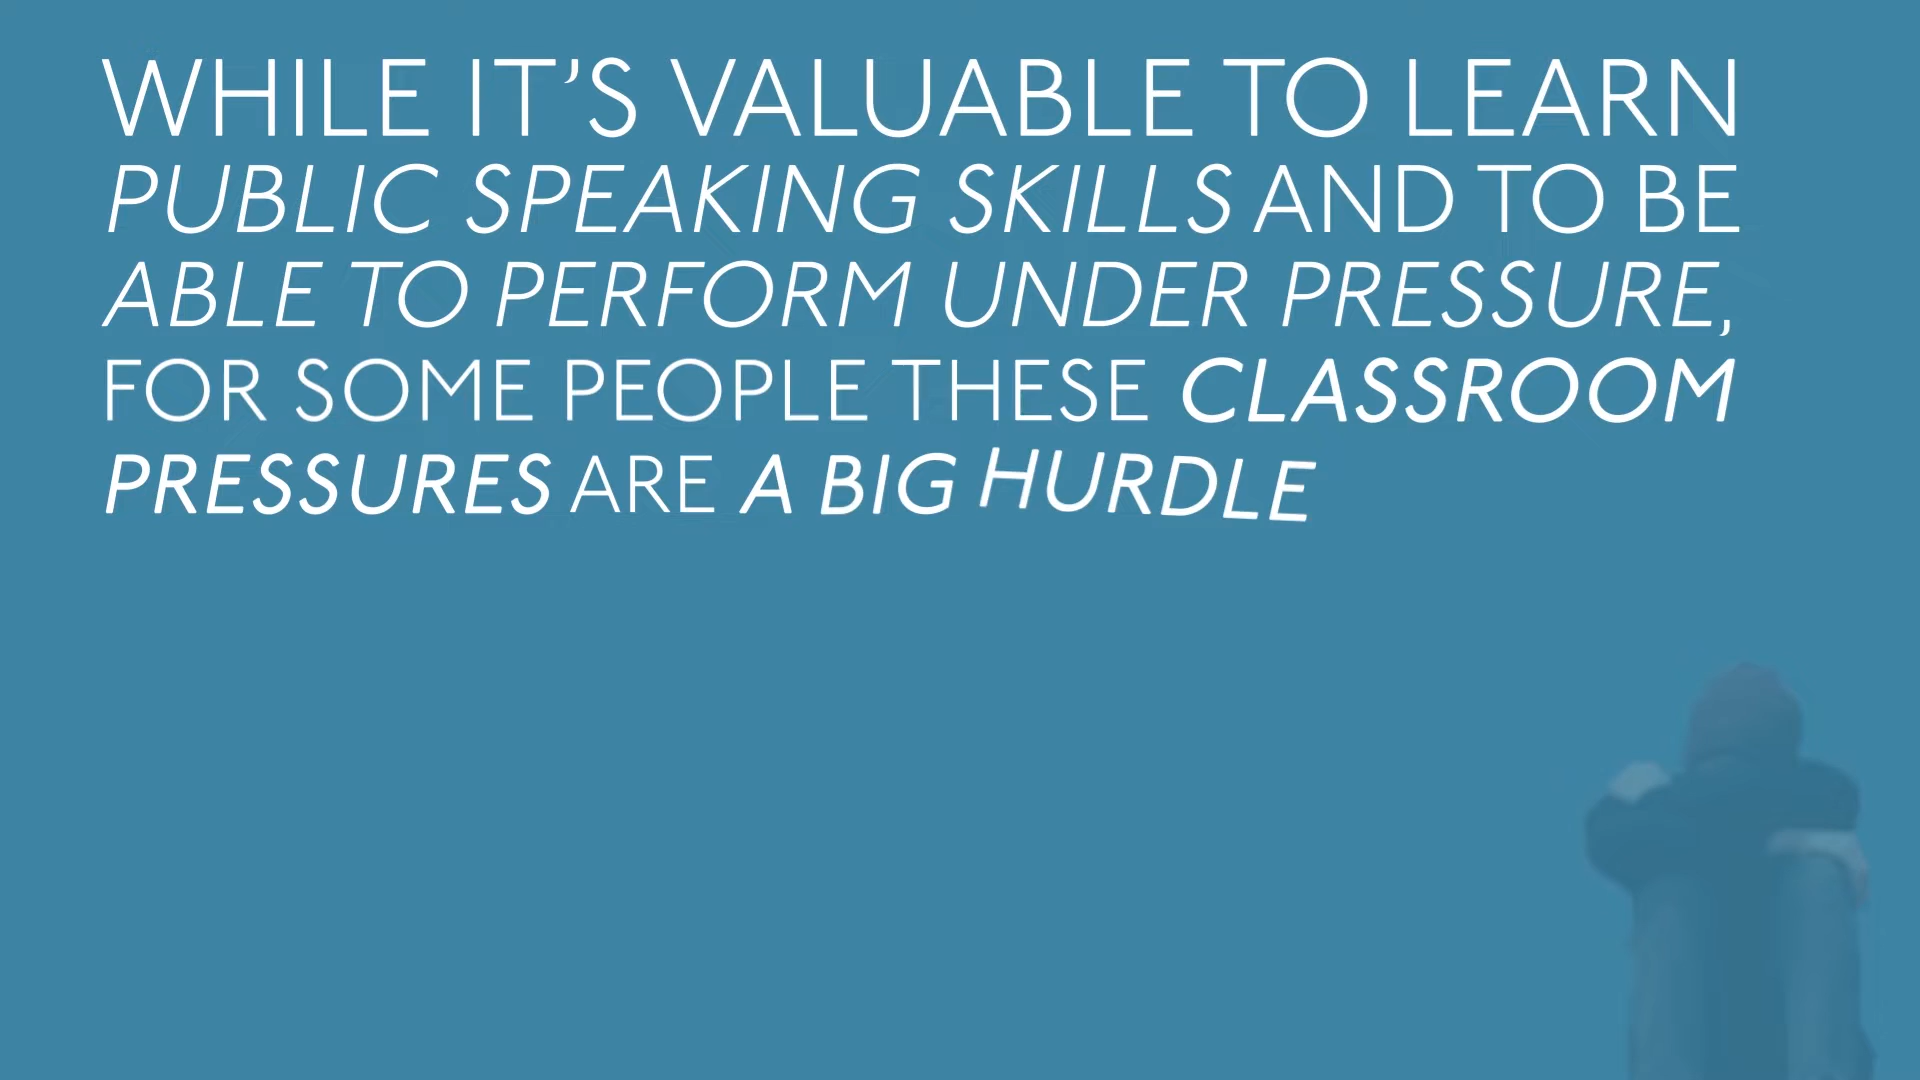 WHILE IT’S VALUABLE TO LEARN
PUBLIC SPEAKING SKILLS AND TO BE
ABLE TO PERFORM UNDER PRESSURE,
FOR SOME PEOPLE THESE CLASSROOM
PRESSURES ARE A BIG HURDLE